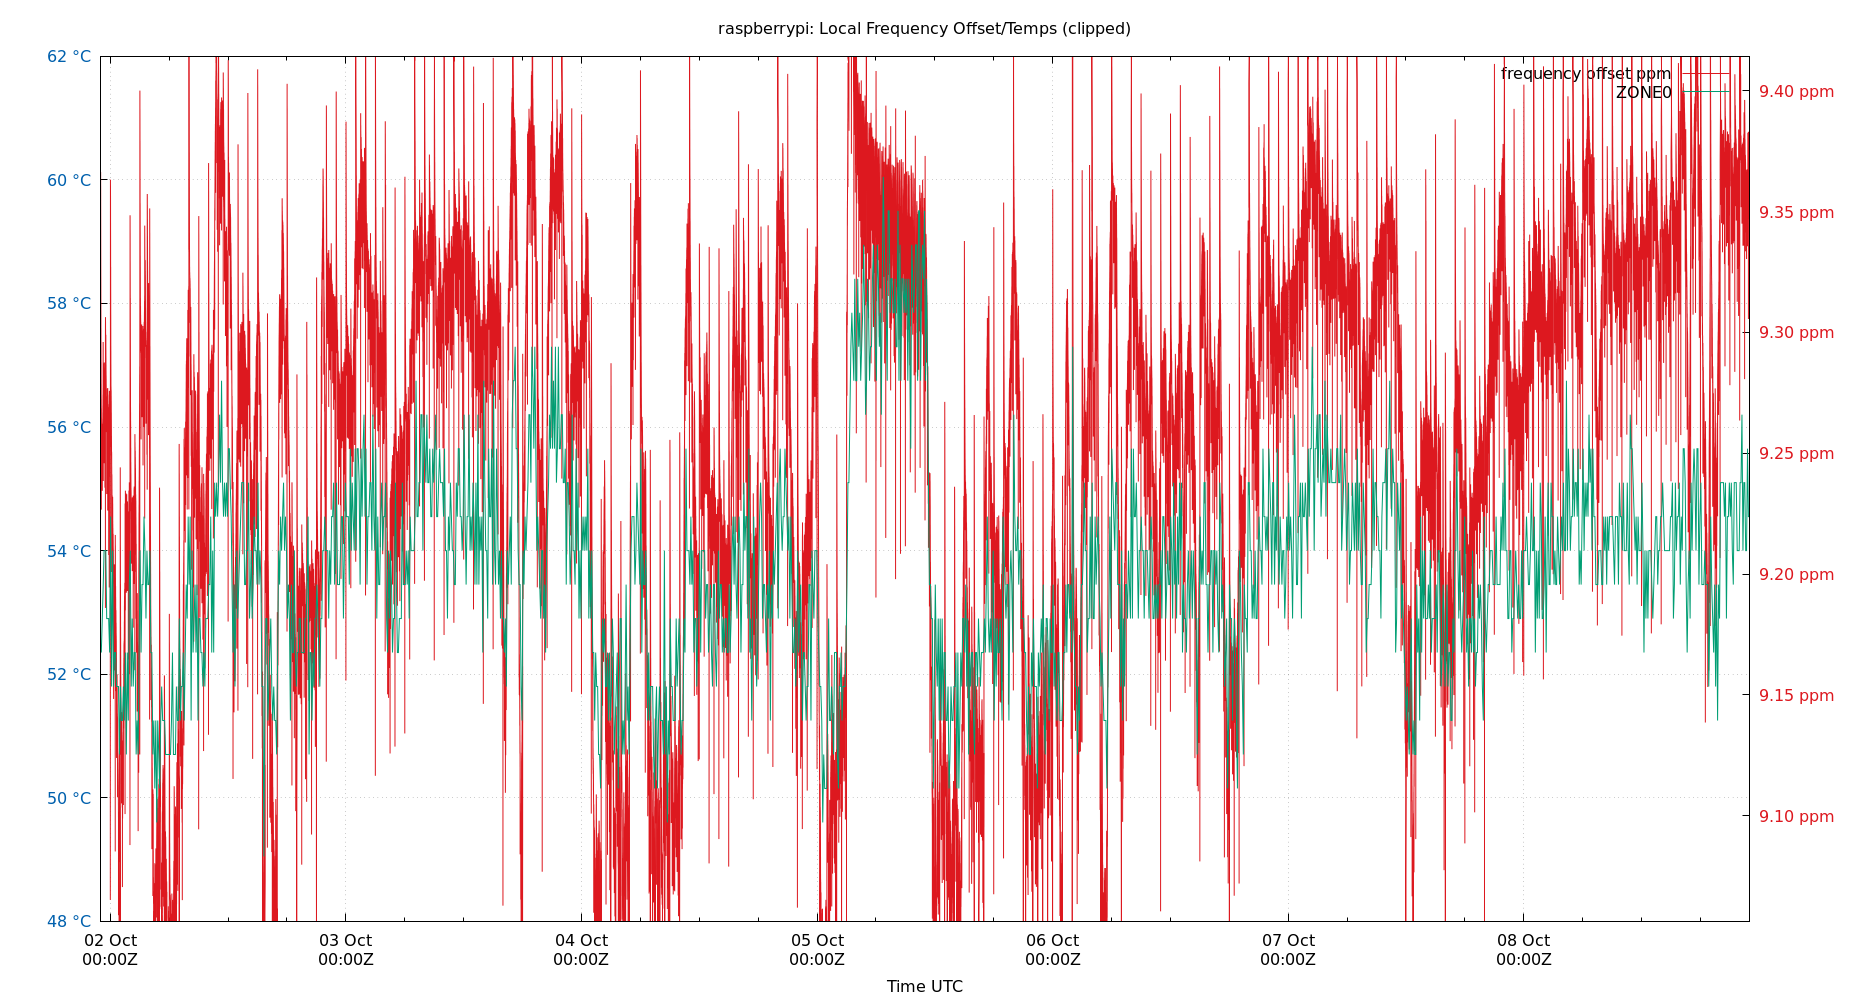 raspberrypi: Local Frequency Offset/Temps (clipped)
frequency offset ppm
ZONE0
62 °C
60 °C
58 °C
56 °C
54 °C
52 °C
50 °C
48 °C
9.40 ppm
9.35 ppm
9.30 ppm
9.25 ppm
9.20 ppm
9.15 ppm
9.10 ppm
02 Oct
00:00Z
03 Oct
00:00Z
04 Oct
00:00Z
05 Oct
00:00Z
06 Oct
00:00Z
07 Oct
00:00Z
08 Oct
00:00Z
Time UTC